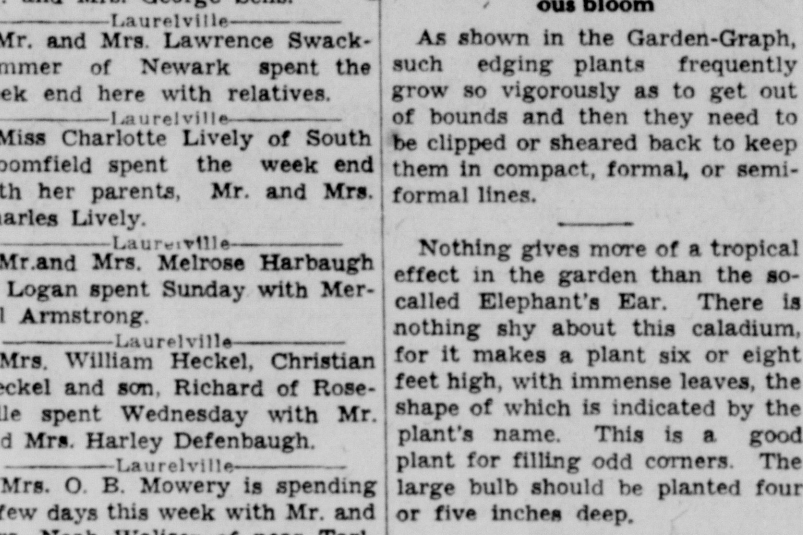 Mr. and Mrs. George
Laurelville
Mr. and Mrs. Lawrence Swack-
mmer of Newark spent the
ek end here with relatives.
Laurelville
Miss Charlotte Lively of South
oomfield spent the week end
th her parents, Mr. and Mrs.
arles Lively.
Laurelville
Mr.and Mrs. Melrose Harbaugh
Logan spent Sunday with Mer-
l Armstrong.
Laurelville
Mrs. William Heckel, Christian
eckel and son, Richard of Rose-
lle spent Wednesday with Mr.
d Mrs. Harley Defenbaugh.
Laurelville
Mrs. O. B. Mowery is spending
few days this week with Mr. and
ous bloom
As shown in the Garden-Graph,
such edging plants frequently
grow so vigorously as to get out
of bounds and then they need to
be clipped or sheared back to keep
them in compact, formal, or semi-
formal lines.
Nothing gives more of a tropical
effect in the garden than the so-
called Elephant's Ear. There is
nothing shy about this caladium,
for it makes a plant six or eight
feet high, with immense leaves, the
shape of which is indicated by the
plant's name. This is a good
plant for filling odd corners. The
large bulb should be planted four
or five inches deep.